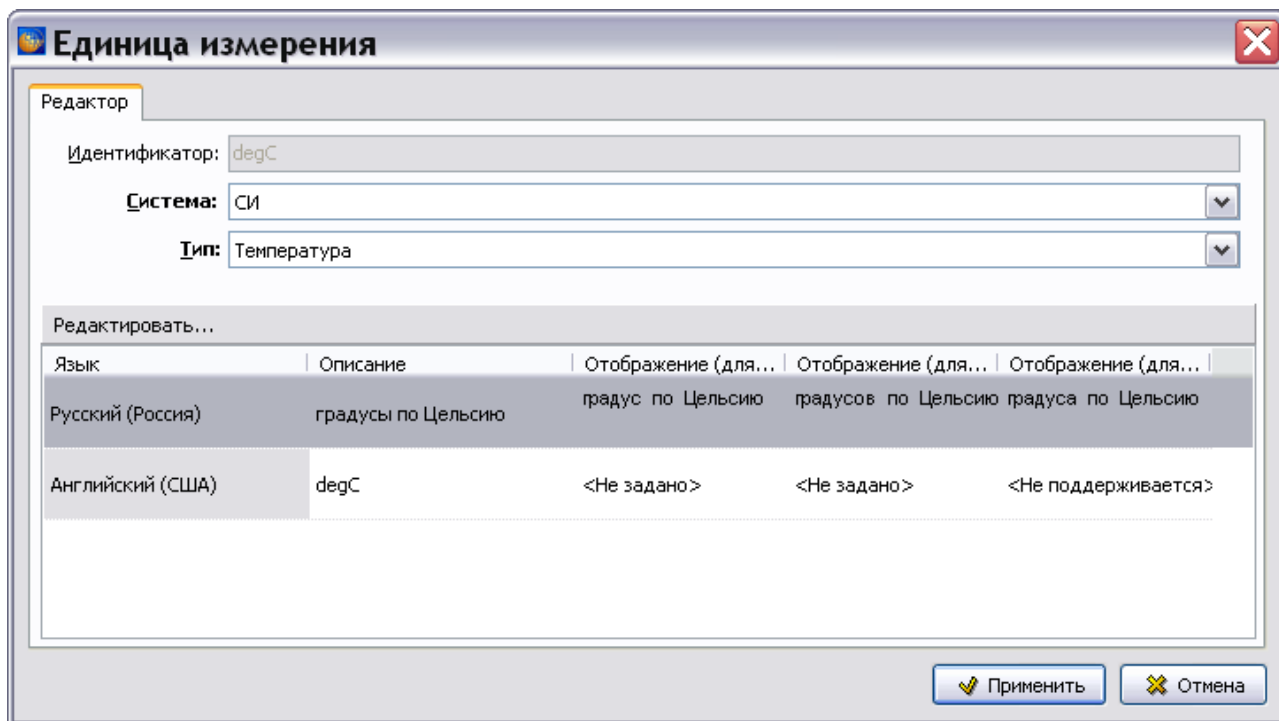 Единица измерения
Редактор
Идентификатор: degC
Система: СИ
Тип: Температура
Редактировать...
Язык Описание Отображение (для... Отображение (для... Отображение (для...
Русский (Россия) градусы по Цельсию градус по Цельсию градусов по Цельсию градуса по Цельсию
Английский (США) degC <Не задано> <Не задано> <Не поддерживается>
Применить Отмена